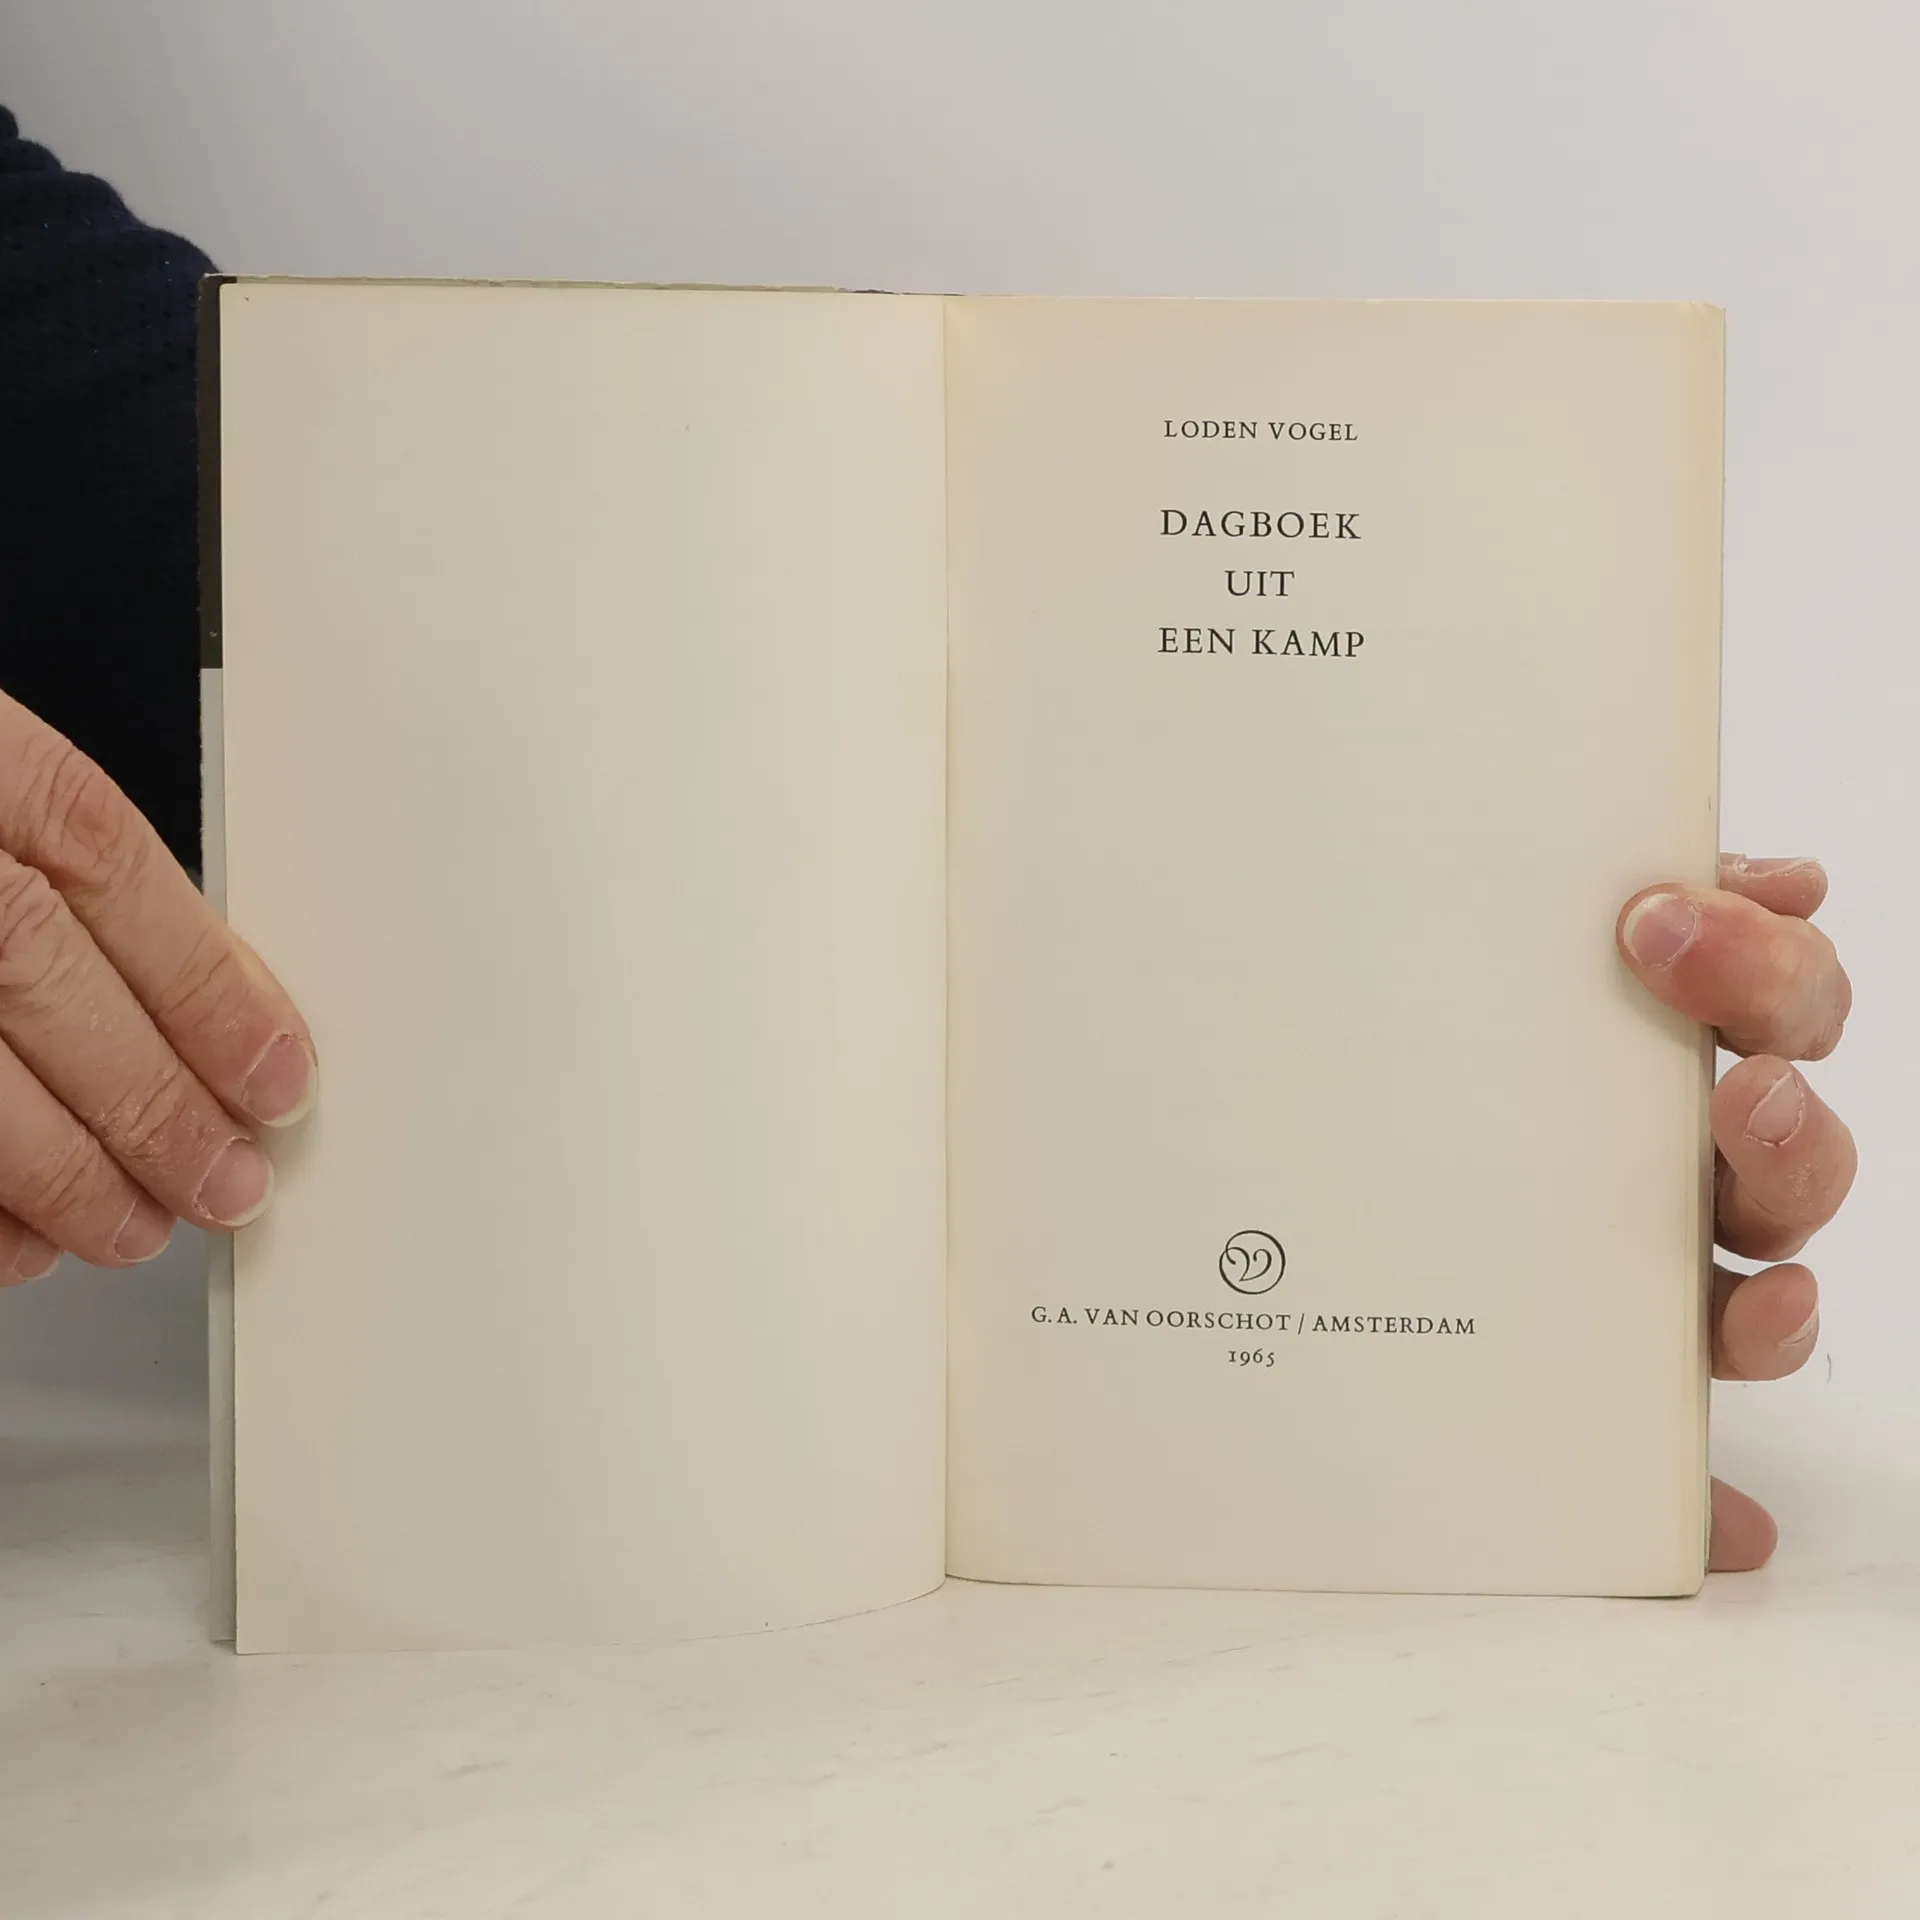 LODEN VOGEL
DAGBOEK
UIT
EEN KAMP
G. A. VAN OORSCHOT / AMSTERDAM
1965